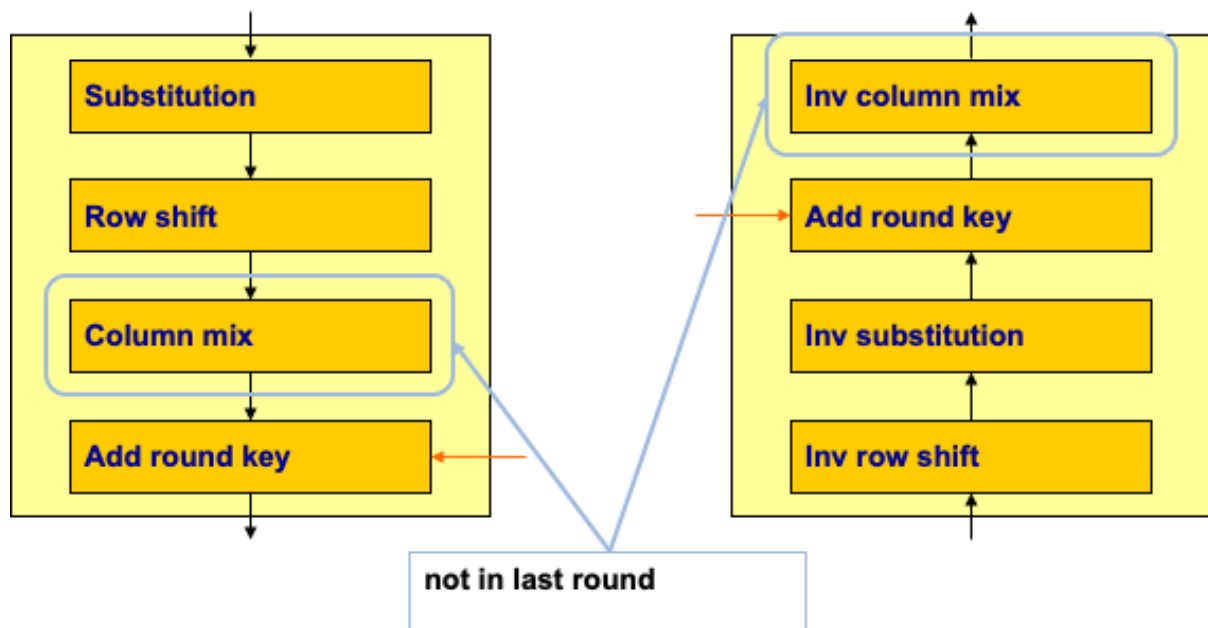 Substitution
Row shift
Column mix
Add round key
Inv column mix
Add round key
Inv substitution
Inv row shift
not in last round